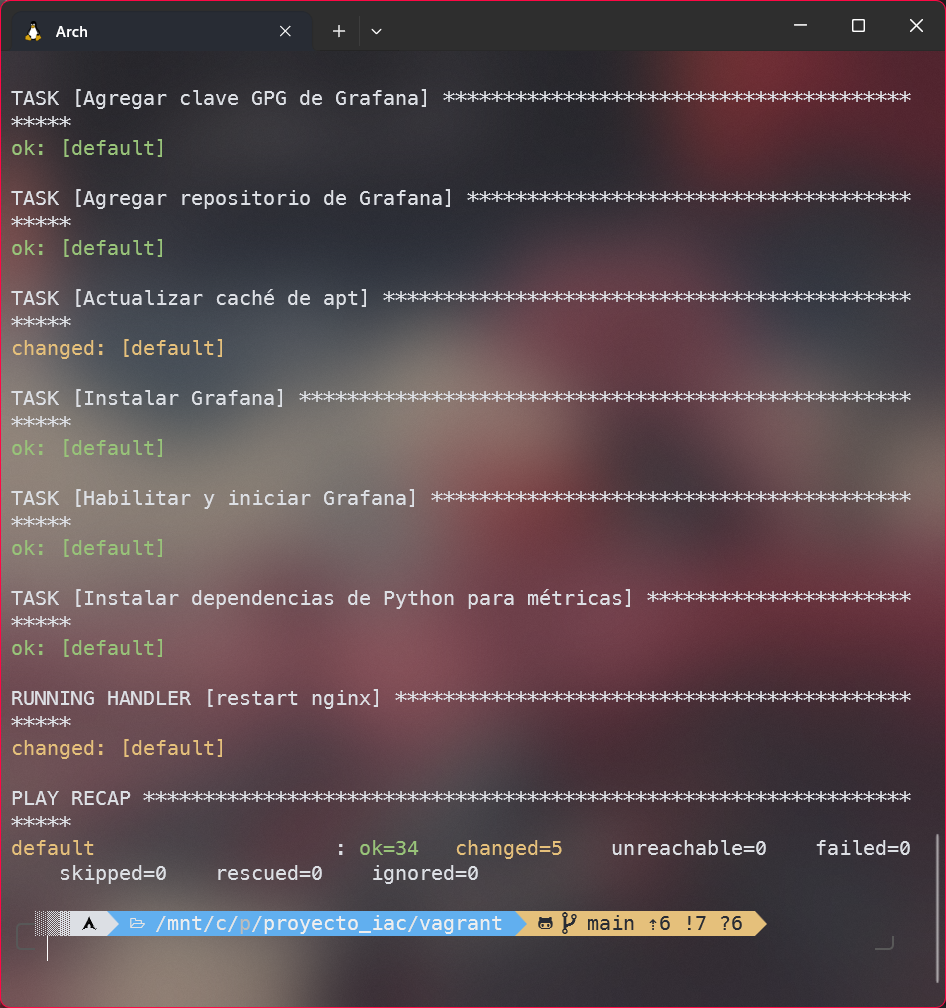 Arch
TASK [Agregar clave GPG de Grafana] ***************************************
*****
ok: [default]
TASK [Agregar repositorio de Grafana] *************************************
*****
ok: [default]
TASK [Actualizar caché de apt] ********************************************
*****
changed: [default]
TASK [Instalar Grafana] ***************************************************
*****
ok: [default]
TASK [Habilitar y iniciar Grafana] ****************************************
*****
ok: [default]
TASK [Instalar dependencias de Python para métricas] **********************
*****
ok: [default]
RUNNING HANDLER [restart nginx] *******************************************
*****
changed: [default]
PLAY RECAP ****************************************************************
*****
default                    : ok=34   changed=5    unreachable=0    failed=0
    skipped=0    rescued=0    ignored=0
/mnt/c/p/proyecto_iac/vagrant main ⇡6 !7 ?6